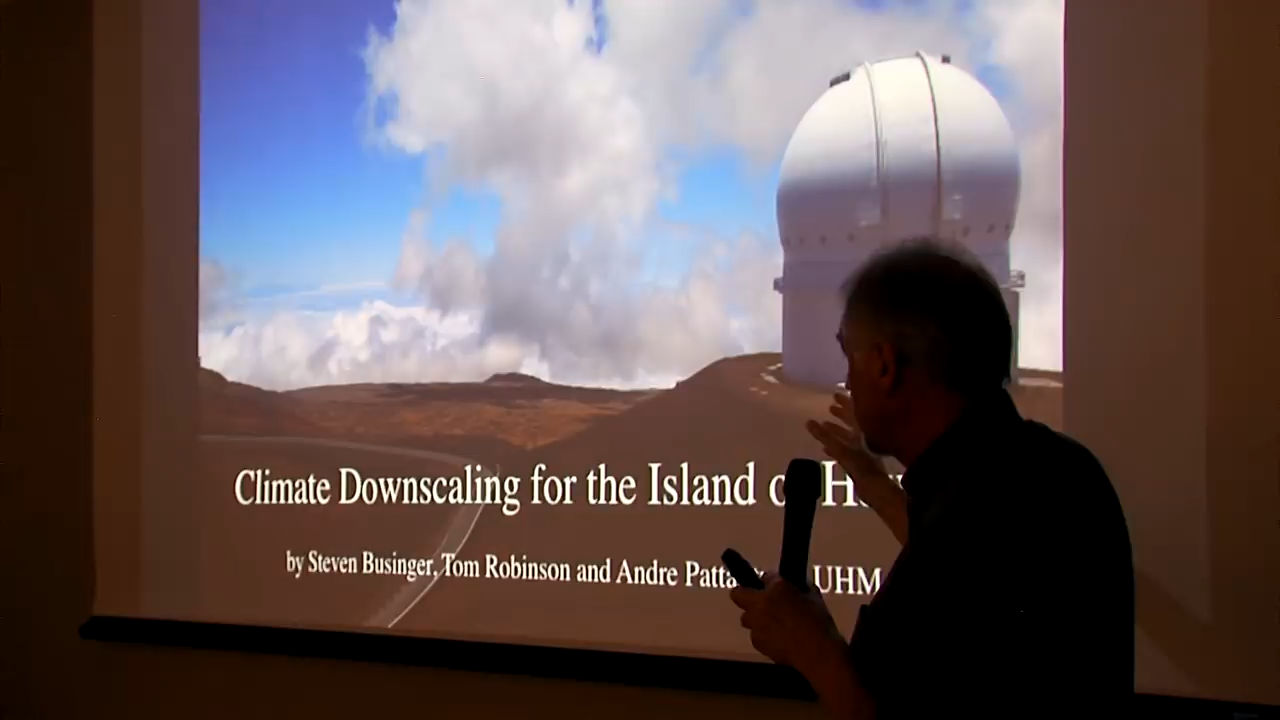 Climate Downscaling for the Island
by Steven Businger, Tom Robinson and Andre UHM